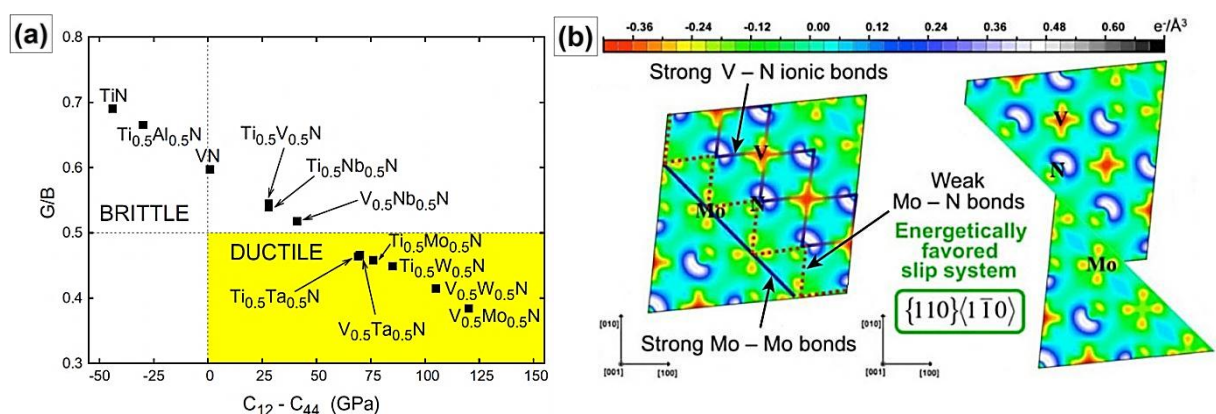 (a)
0.8
0.7
0.6
0.5
0.4
0.3
G/B
TiN
Ti0.5Al0.5N
VN
Ti0.5V0.5N
Ti0.5Nb0.5N
V0.5Nb0.5N
BRITTLE
DUCTILE
Ti0.5Mo0.5N
Ti0.5W0.5N
Ti0.5Ta0.5N
V0.5W0.5N
V0.5Ta0.5N
V0.5Mo0.5N
-50 -25 0 25 50 75 100 125 150
C12 - C44 (GPa)
(b)
-0.36 -0.24 -0.12 0.00 0.12 0.24 0.36 0.48 0.60 e-/Å3
Strong V – N ionic bonds
V
Mo
N
Weak
Mo – N bonds
Energetically
favored
slip system
{110}⟨11̄0⟩
Strong Mo – Mo bonds
[010]
[001] [100]
V
N
Mo
[010]
[001] [100]